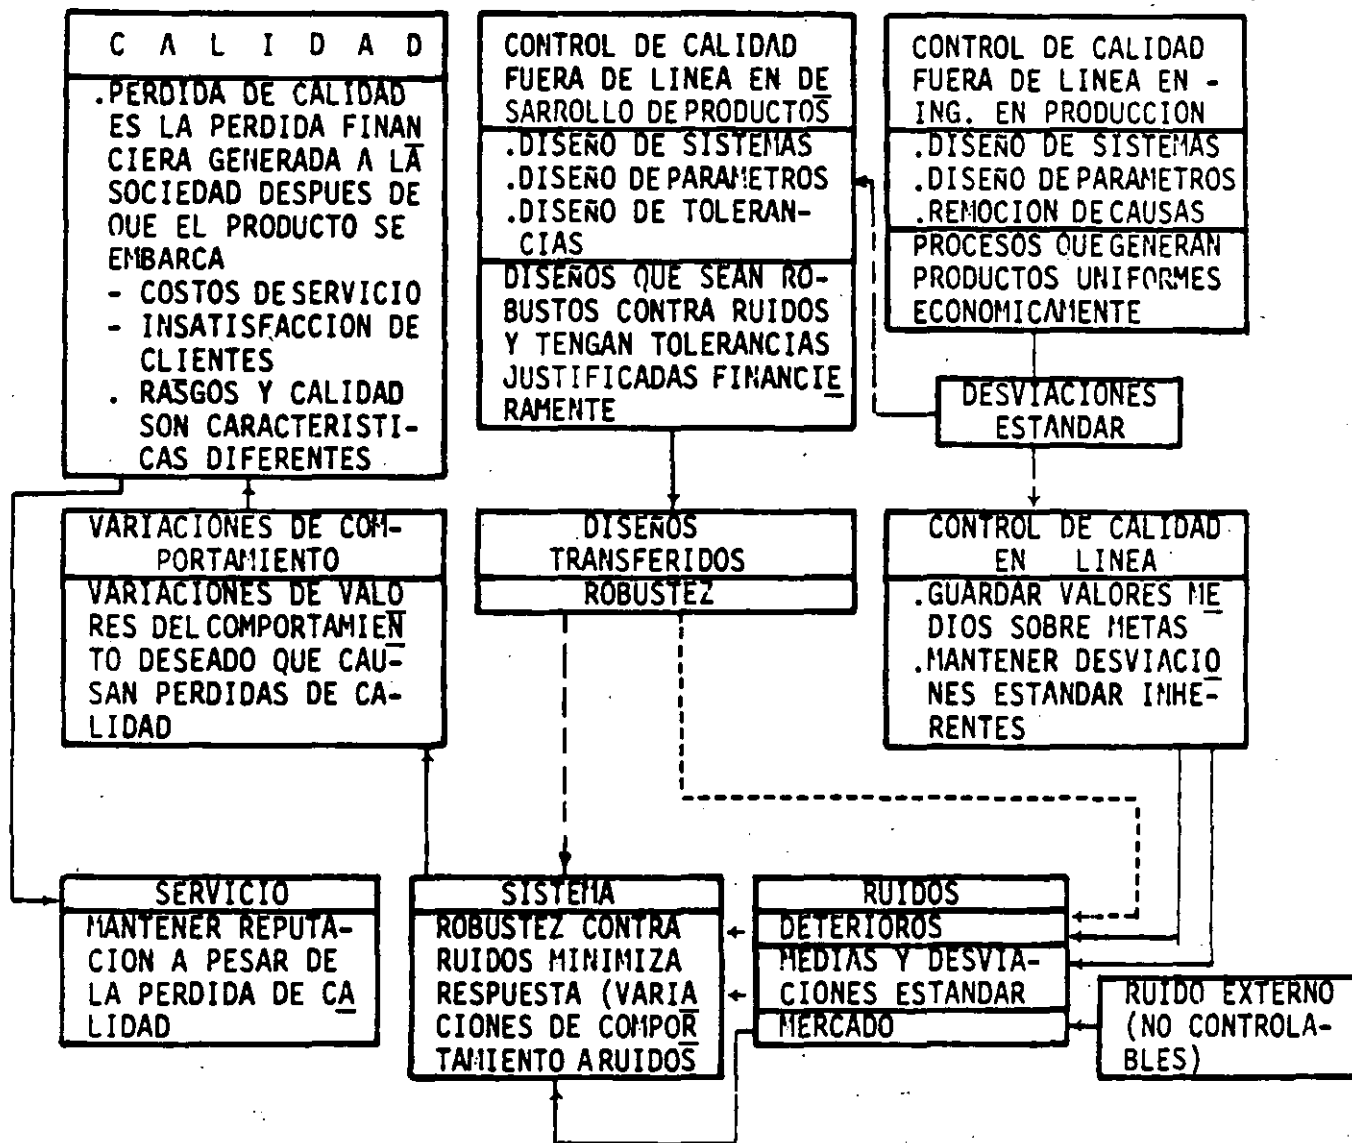 C A L I D A D
.PERDIDA DE CALIDAD
ES LA PERDIDA FINAN
CIERA GENERADA A LA
SOCIEDAD DESPUES DE
QUE EL PRODUCTO SE
EMBARCA
- COSTOS DE SERVICIO
- INSATISFACCION DE
CLIENTES
. RASGOS Y CALIDAD
SON CARACTERISTI-
CAS DIFERENTES
CONTROL DE CALIDAD
FUERA DE LINEA EN DE
SARROLLO DE PRODUCTOS
.DISEÑO DE SISTEMAS
.DISEÑO DE PARAMETROS
.DISEÑO DE TOLERAN-
CIAS
DISEÑOS QUE SEAN RO-
BUSTOS CONTRA RUIDOS
Y TENGAN TOLERANCIAS
JUSTIFICADAS FINANCIE
RAMENTE
CONTROL DE CALIDAD
FUERA DE LINEA EN -
ING. EN PRODUCCION
.DISEÑO DE SISTEMAS
.DISEÑO DE PARAMETROS
.REMOCION DE CAUSAS
PROCESOS QUE GENERAN
PRODUCTOS UNIFORMES
ECONOMICAMENTE
DESVIACIONES
ESTANDAR
VARIACIONES DE COM-
PORTAMIENTO
VARIACIONES DE VALO
RES DEL COMPORTAMIEN
TO DESEADO QUE CAU-
SAN PERDIDAS DE CA-
LIDAD
DISEÑOS
TRANSFERIDOS
ROBUSTEZ
CONTROL DE CALIDAD
EN LINEA
.GUARDAR VALORES ME
DIOS SOBRE METAS
.MANTENER DESVIACIO
NES ESTANDAR INHE-
RENTES
SERVICIO
MANTENER REPUTA-
CION A PESAR DE
LA PERDIDA DE CA
LIDAD
SISTEMA
ROBUSTEZ CONTRA
RUIDOS MINIMIZA
RESPUESTA (VARIA
CIONES DE COMPOR
TAMIENTO A RUIDOS
RUIDOS
DETERIOROS
MEDIAS Y DESVIA-
CIONES ESTANDAR
MERCADO
RUIDO EXTERNO
(NO CONTROLA-
BLES)